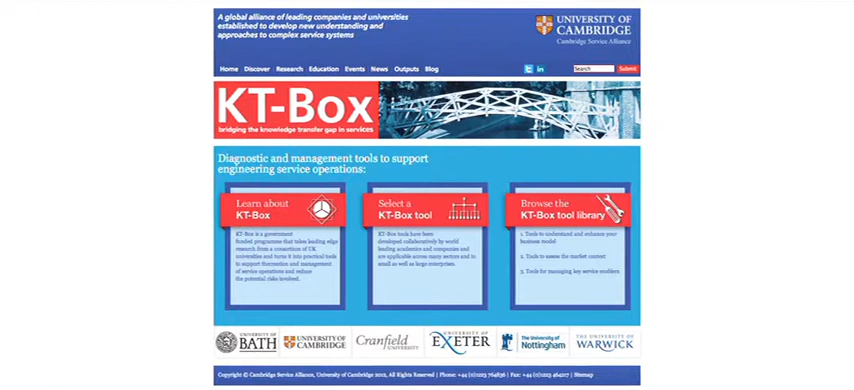 A global alliance of leading companies and universities
established to develop new understanding and
approaches to complex service systems
UNIVERSITY OF
CAMBRIDGE
Cambridge Service Alliance
Home Discover Research Education Events News Outputs Blog
Search Submit
KT-Box
bridging the knowledge transfer gap in services
Diagnostic and management tools to support
engineering service operations:
Learn about
KT-Box
KT-Box is a government
funded programme that takes leading edge
research from a consortium of UK
universities and turns it into practical tools
to support thecreation and management
of service operations and reduce
the potential risks involved.
Select a
KT-Box tool
KT-Box tools have been
developed collaboratively by world
leading academics and companies and
are applicable across many sectors and to
small as well as large enterprises.
Browse the
KT-Box tool library
1. Tools to understand and enhance your
business model
2. Tools to assess the market context
3. Tools for managing key service enablers
UNIVERSITY OF
BATH
UNIVERSITY OF
CAMBRIDGE
Cranfield
UNIVERSITY
UNIVERSITY OF
EXETER
The University of
Nottingham
THE UNIVERSITY OF
WARWICK
Copyright © Cambridge Service Alliance, University of Cambridge 2012, All Rights Reserved | Phone: +44 (0)1223 764836 | Fax: +44 (0)1223 464217 | Sitemap